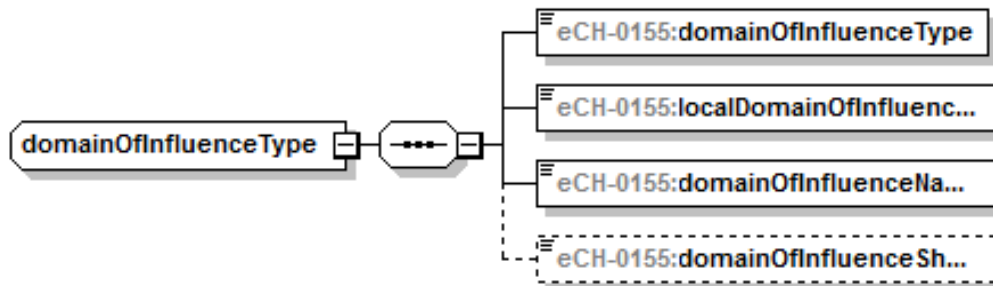 eCH-0155:domainOfInfluenceType
eCH-0155:localDomainOfInfluenc...
domainOfInfluenceType
eCH-0155:domainOfInfluenceNa...
eCH-0155:domainOfInfluenceSh...